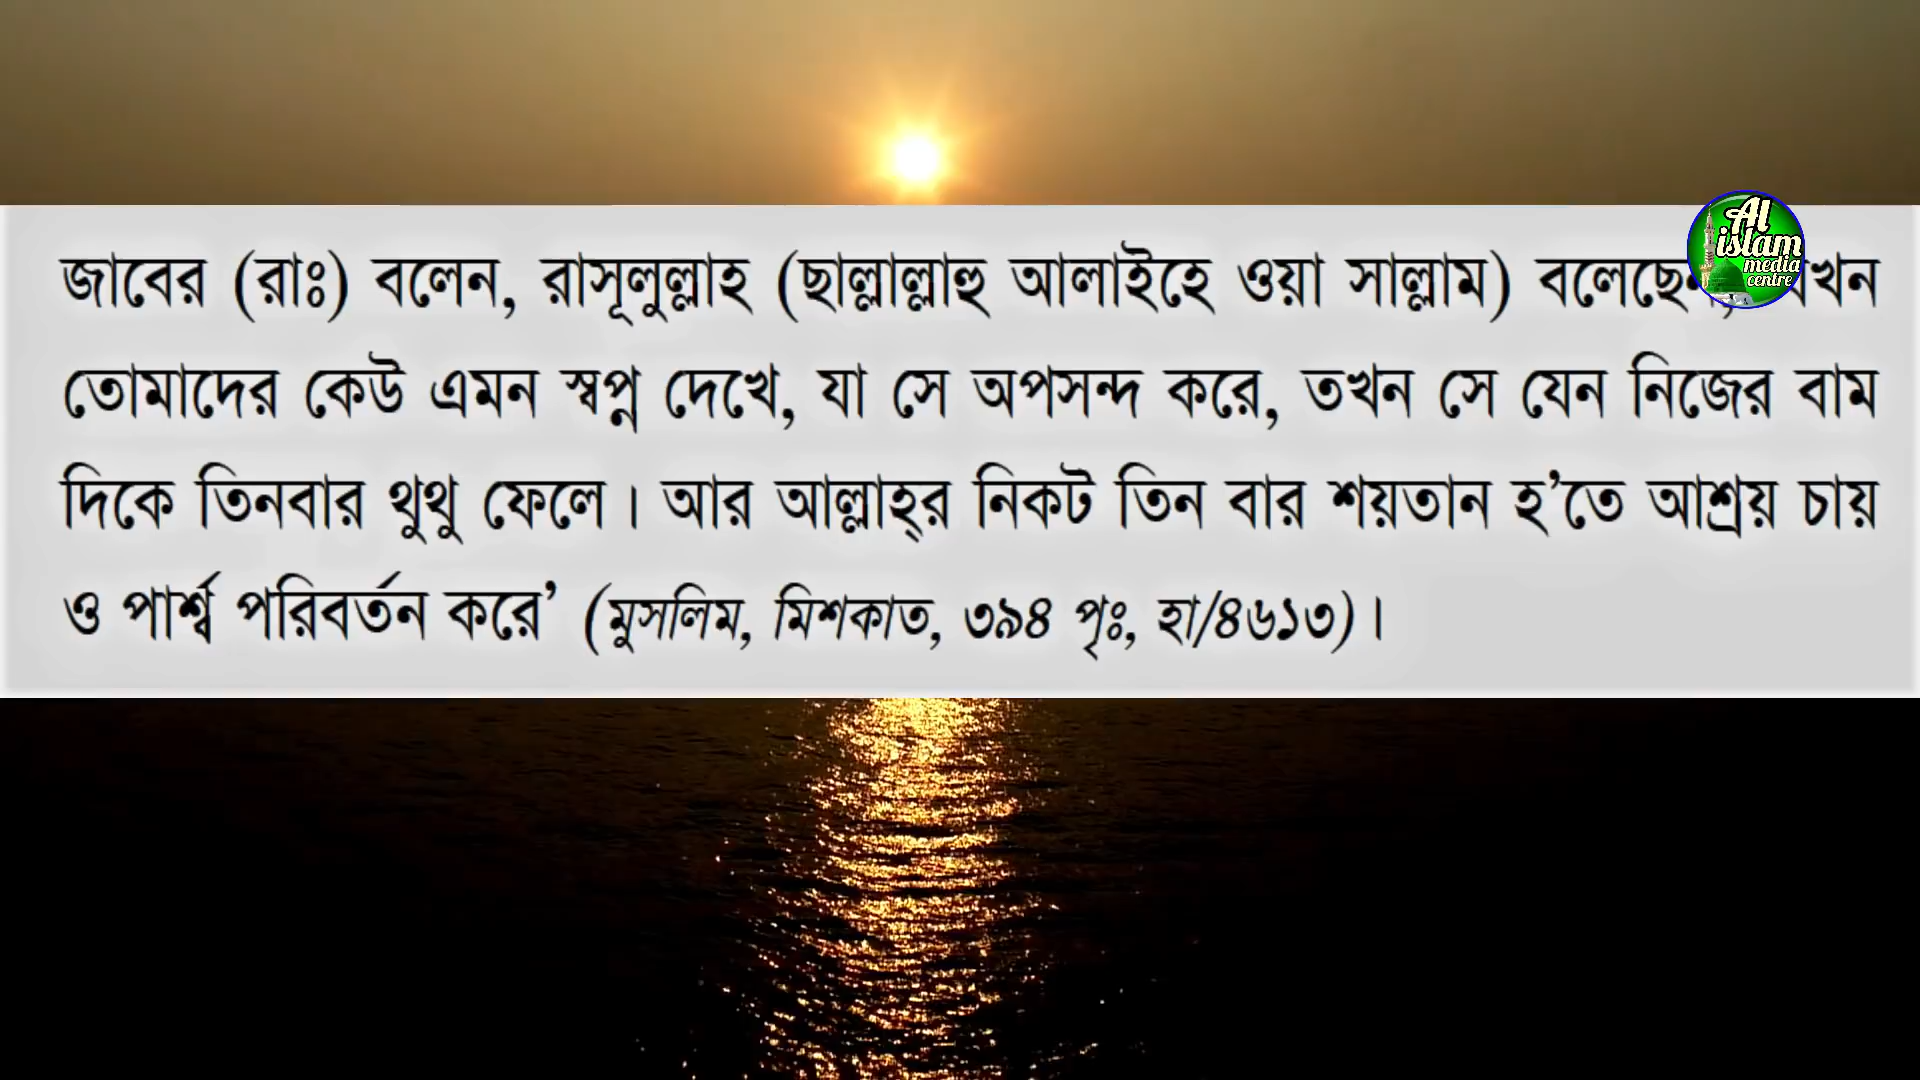 জাবের (রাঃ) বলেন, রাসূলুল্লাহ (ছাল্লাল্লাহু আলাইহে ওয়া সাল্লাম) বলেছেন,
তোমাদের কেউ এমন স্বপ্ন দেখে, যা সে অপসন্দ করে, তখন সে যেন নিজের বাম
দিকে তিনবার থুথু ফেলে। আর আল্লাহ্‌র নিকট তিন বার শয়তান হ’তে আশ্রয় চায়
ও পার্শ্ব পরিবর্তন করে’ (মুসলিম, মিশকাত, ৩৯৪ পৃঃ, হা/৪৬১৩)।
Al
islam
media
centre